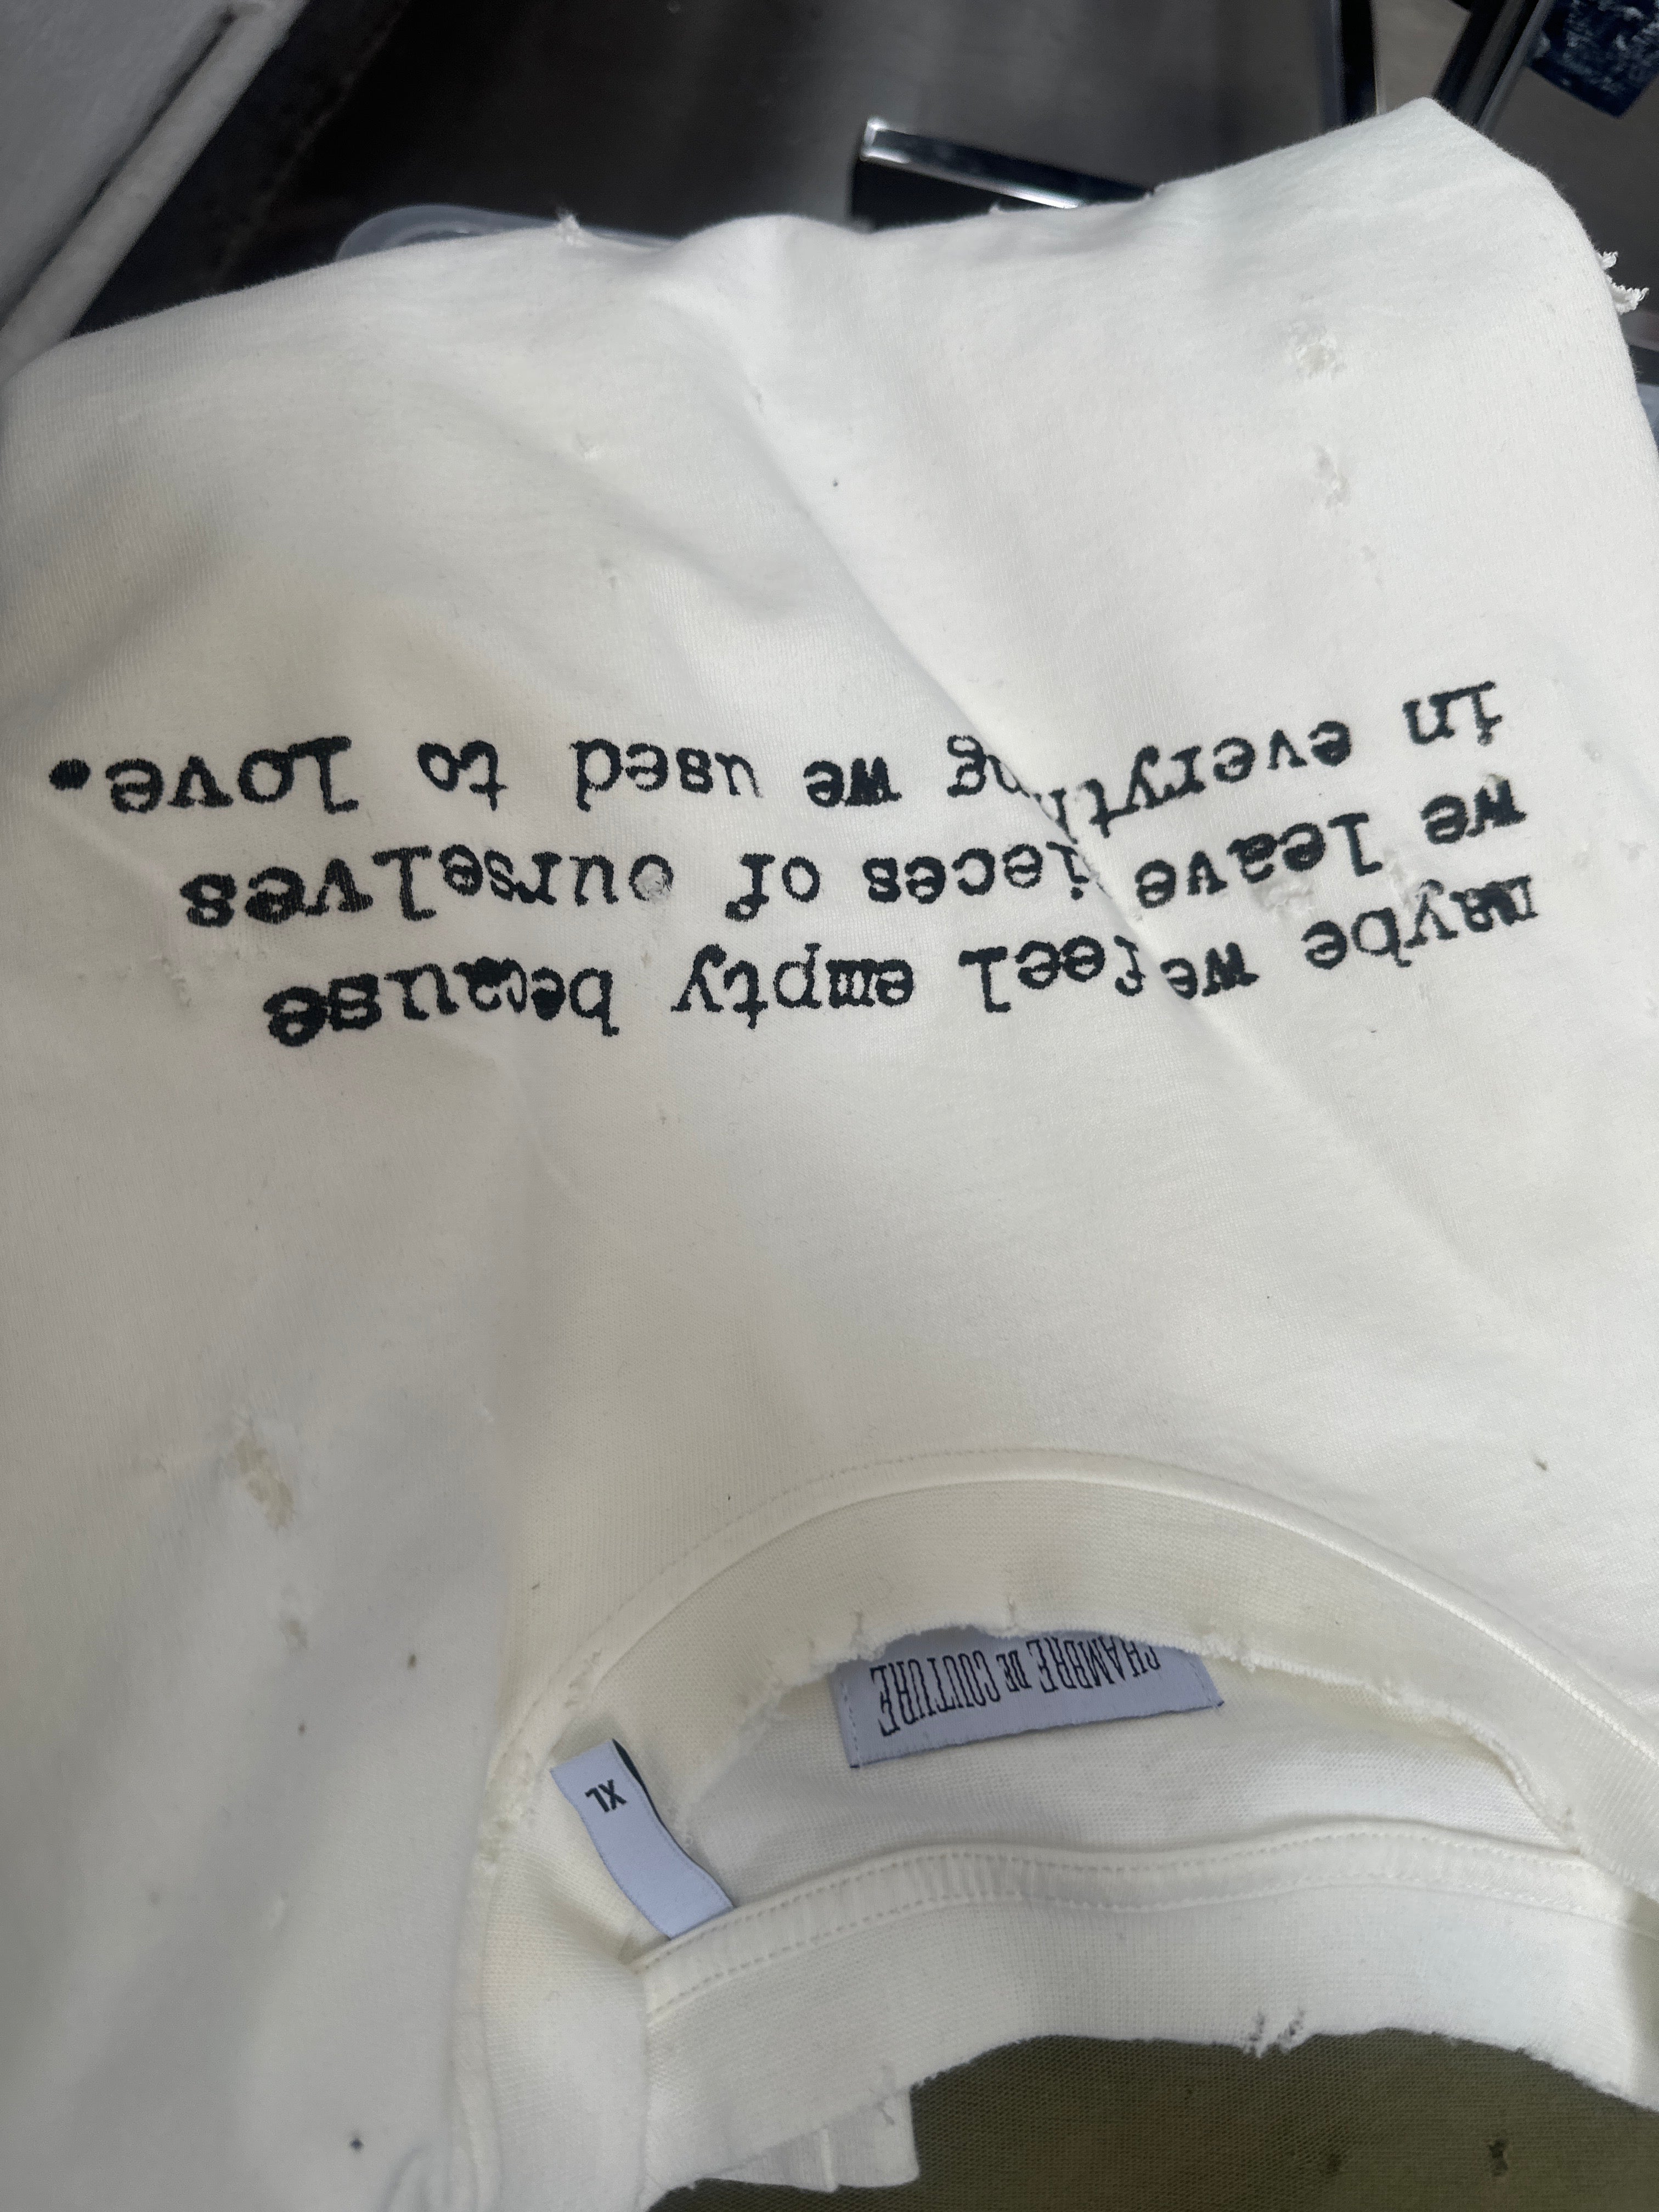 maybe we feel empty because
we leave pieces of ourselves
in everything we used to love.
CHAMBRE DE COUTURE
XL